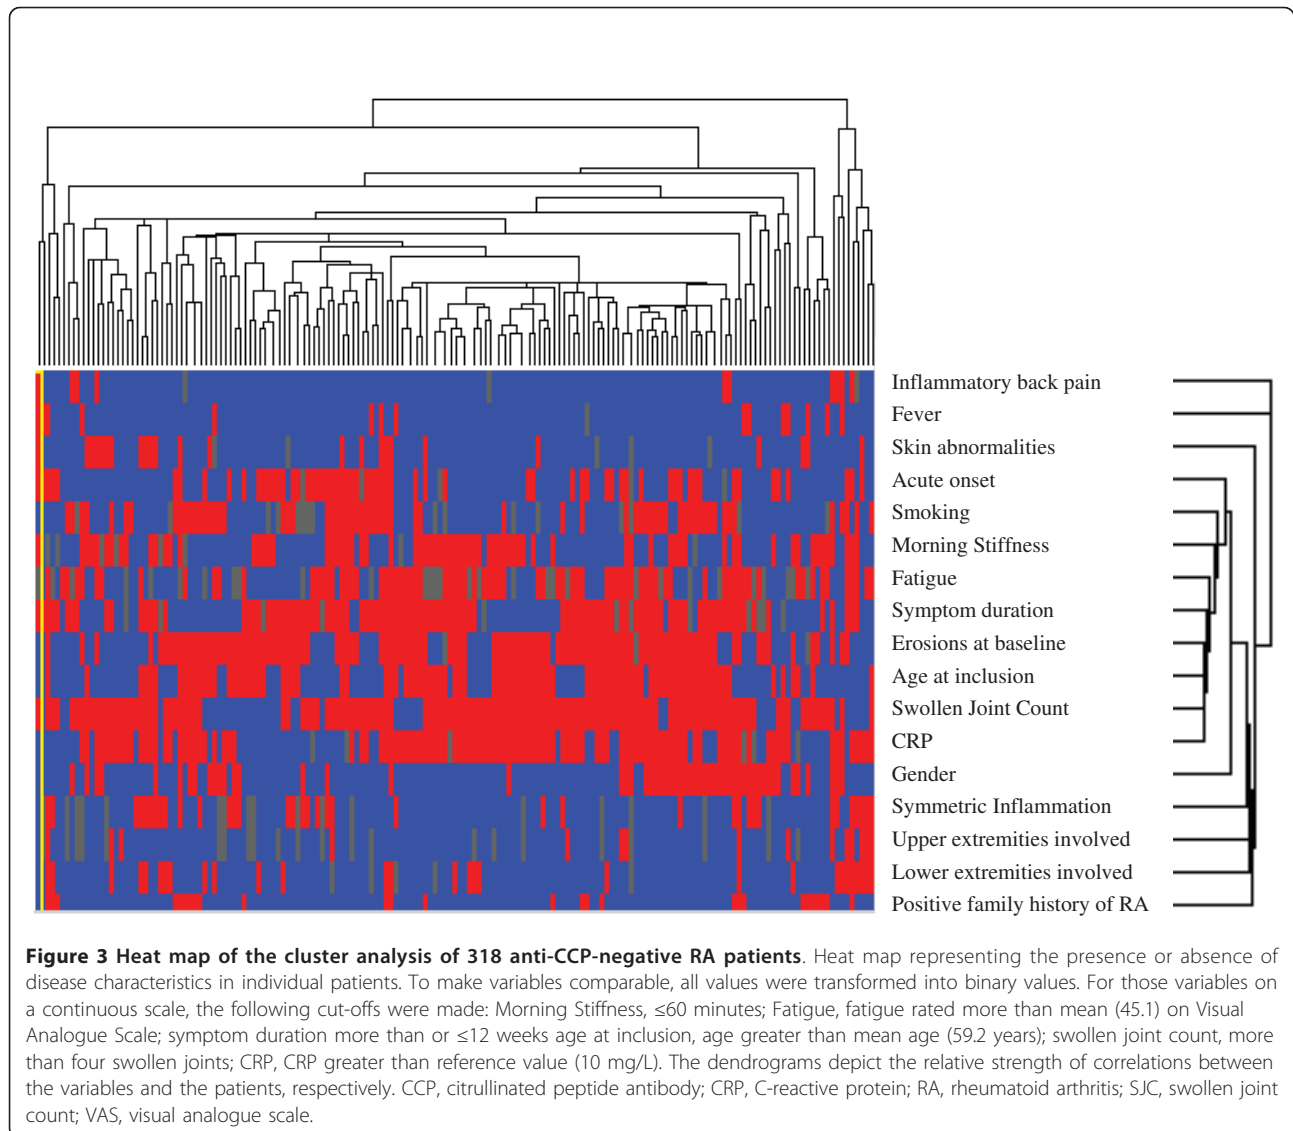 Inflammatory back pain
Fever
Skin abnormalities
Acute onset
Smoking
Morning Stiffness
Fatigue
Symptom duration
Erosions at baseline
Age at inclusion
Swollen Joint Count
CRP
Gender
Symmetric Inflammation
Upper extremities involved
Lower extremities involved
Positive family history of RA
Figure 3 Heat map of the cluster analysis of 318 anti-CCP-negative RA patients. Heat map representing the presence or absence of
disease characteristics in individual patients. To make variables comparable, all values were transformed into binary values. For those variables on
a continuous scale, the following cut-offs were made: Morning Stiffness, ≤60 minutes; Fatigue, fatigue rated more than mean (45.1) on Visual
Analogue Scale; symptom duration more than or ≤12 weeks age at inclusion, age greater than mean age (59.2 years); swollen joint count, more
than four swollen joints; CRP, CRP greater than reference value (10 mg/L). The dendrograms depict the relative strength of correlations between
the variables and the patients, respectively. CCP, citrullinated peptide antibody; CRP, C-reactive protein; RA, rheumatoid arthritis; SJC, swollen joint
count; VAS, visual analogue scale.